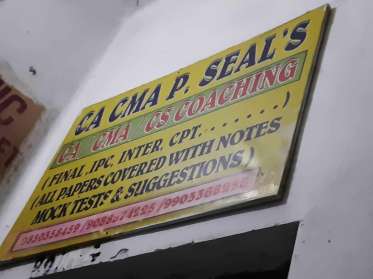 CA CMA P. SEAL'S
CA CMA CS COACHING
( FINAL, IPC, INTER, CPT. . . . . . . . )
(ALL PAPERS COVERED WITH NOTES
MOCK TESTS & SUGGESTIONS )